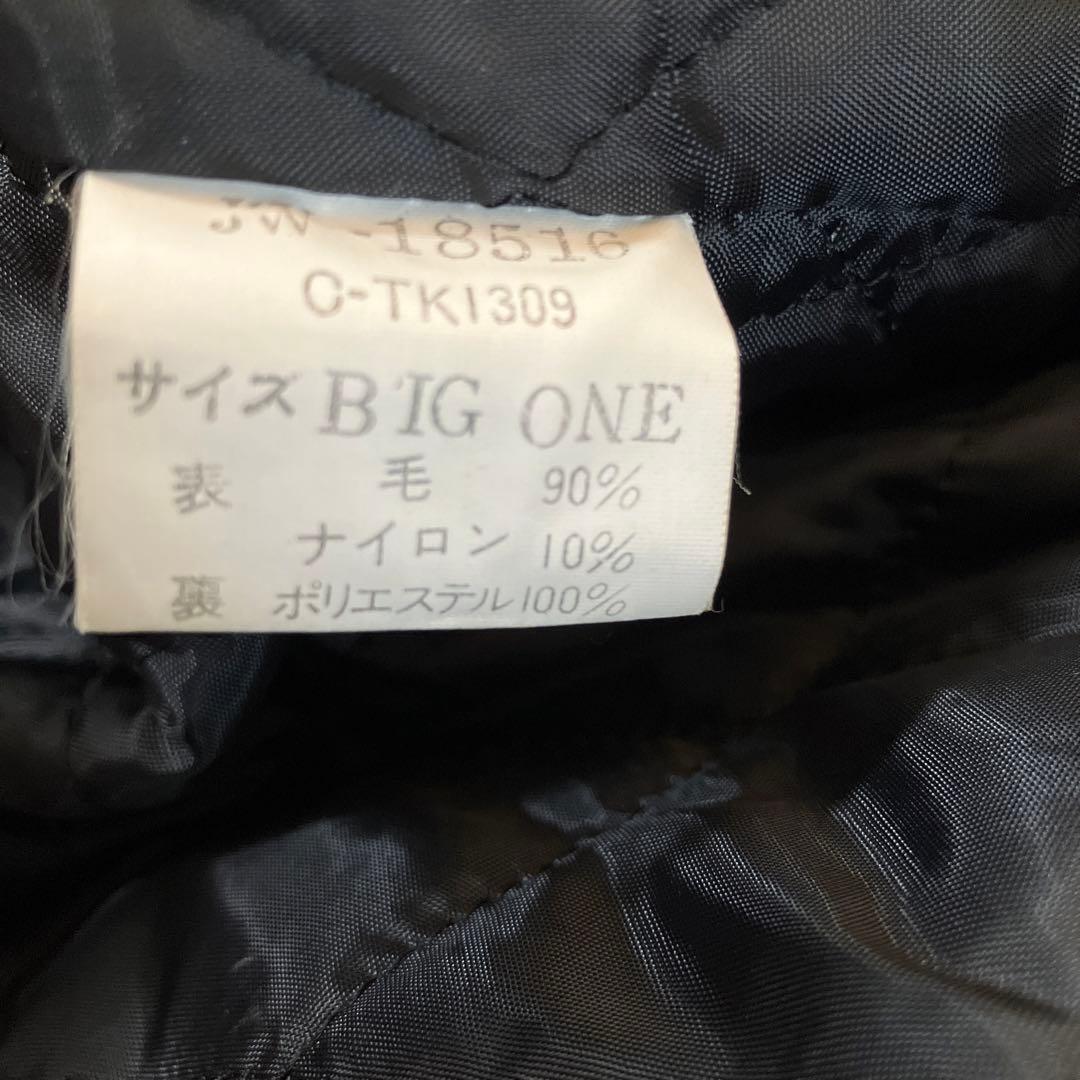 JW-18516
C-TK1309
サイズ BIG ONE
表 毛 90%
ナイロン 10%
裏 ポリエステル100%